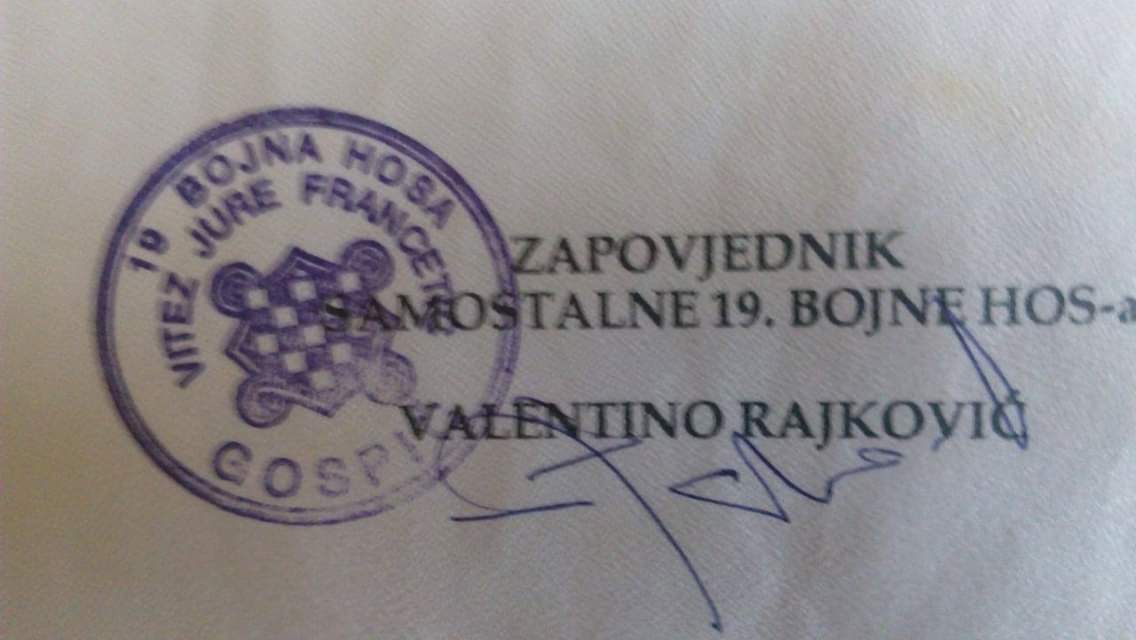 19 BOJNA HOSA
VITEZ JURE FRANCETIĆ
GOSPIĆ
ZAPOVJEDNIK
SAMOSTALNE 19. BOJNE HOS-a
VALENTINO RAJKOVIĆ